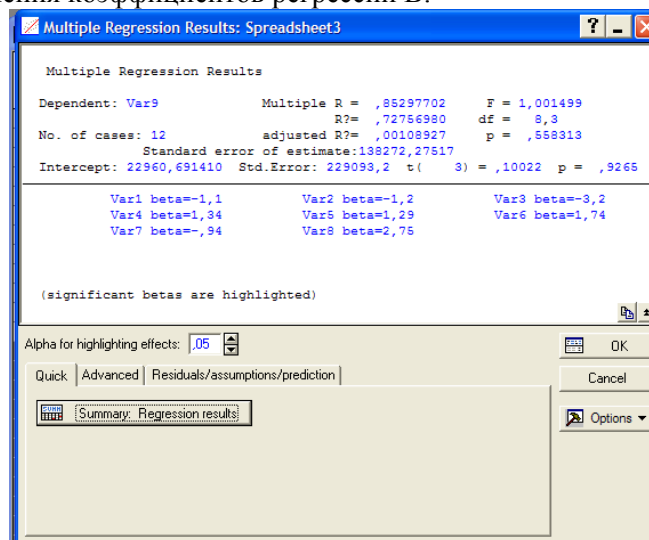 коэффициентов регрессии B.
Multiple Regression Results: Spreadsheet3
Multiple Regression Results
Dependent: Var9 Multiple R = ,85297702 F = 1,001499
R?= ,72756980 df = 8,3
No. of cases: 12 adjusted R?= ,00108927 p = ,558313
Standard error of estimate:138272,27517
Intercept: 22960,691410 Std.Error: 229093,2 t( 3) = ,10022 p = ,9265
Var1 beta=-1,1 Var2 beta=-1,2 Var3 beta=-3,2
Var4 beta=1,34 Var5 beta=1,29 Var6 beta=1,74
Var7 beta=-,94 Var8 beta=2,75
(significant betas are highlighted)
Alpha for highlighting effects: ,05
OK
Quick Advanced Residuals/assumptions/prediction
Cancel
Summary: Regression results
Options